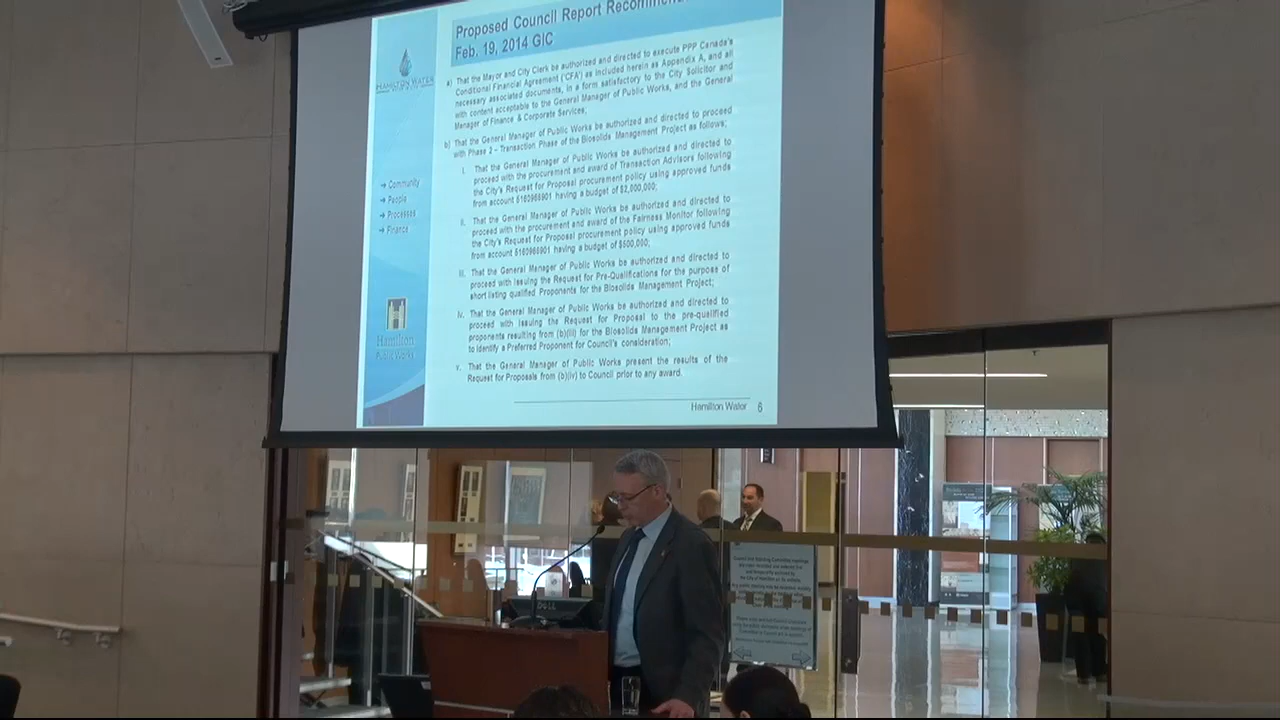 Proposed Council Report
Feb. 19, 2014 GIC
HAMILTON WATER
a) That the Mayor and City Clerk be authorized and directed to execute PPP Canada's
Conditional Financial Agreement ('CFA') as included herein as Appendix A, and all
necessary associated documents, in a form satisfactory to the City Solicitor and
with content acceptable to the General Manager of Public Works, and the General
Manager of Finance & Corporate Services;
b) That the General Manager of Public Works be authorized and directed to proceed
with Phase 2 – Transaction Phase of the Biosolids Management Project as follows;
i. That the General Manager of Public Works be authorized and directed to
proceed with the procurement and award of Transaction Advisors following
the City's Request for Proposal procurement policy using approved funds
from account 5160966901 having a budget of $2,000,000;
ii. That the General Manager of Public Works be authorized and directed to
proceed with the procurement and award of the Fairness Monitor following
the City's Request for Proposal procurement policy using approved funds
from account 5160966901 having a budget of $500,000;
iii. That the General Manager of Public Works be authorized and directed to
proceed with issuing the Request for Pre-Qualifications for the purpose of
short listing qualified Proponents for the Biosolids Management Project;
iv. That the General Manager of Public Works be authorized and directed to
proceed with issuing the Request for Proposal to the pre-qualified
proponents resulting from (b)(iii) for the Biosolids Management Project as
to identify a Preferred Proponent for Council's consideration;
v. That the General Manager of Public Works present the results of the
Request for Proposals from (b)(iv) to Council prior to any award.
Community
People
Processes
Finance
Hamilton
Public Works
Hamilton Water 6
DELL